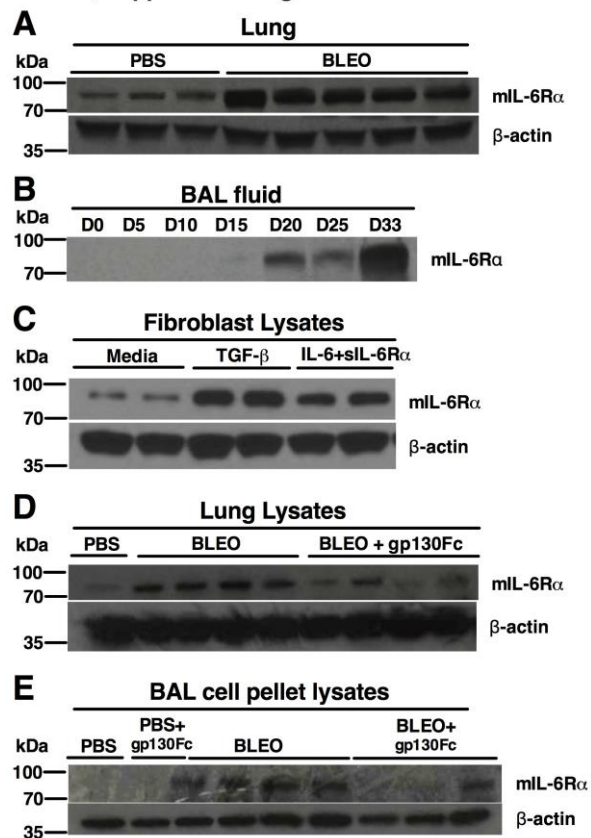 A
Lung
kDa
PBS
BLEO
100
mIL-6Rα
70
β-actin
35
B
BAL fluid
kDa
D0 D5 D10 D15 D20 D25 D33
100
mIL-6Rα
70
C
Fibroblast Lysates
kDa
Media TGF-β IL-6+sIL-6Rα
100
mIL-6Rα
70
β-actin
35
D
Lung Lysates
kDa
PBS BLEO BLEO + gp130Fc
100
mIL-6Rα
70
β-actin
35
E
BAL cell pellet lysates
kDa
PBS
PBS+
gp130Fc
BLEO
BLEO+
gp130Fc
100
mIL-6Rα
70
β-actin
35